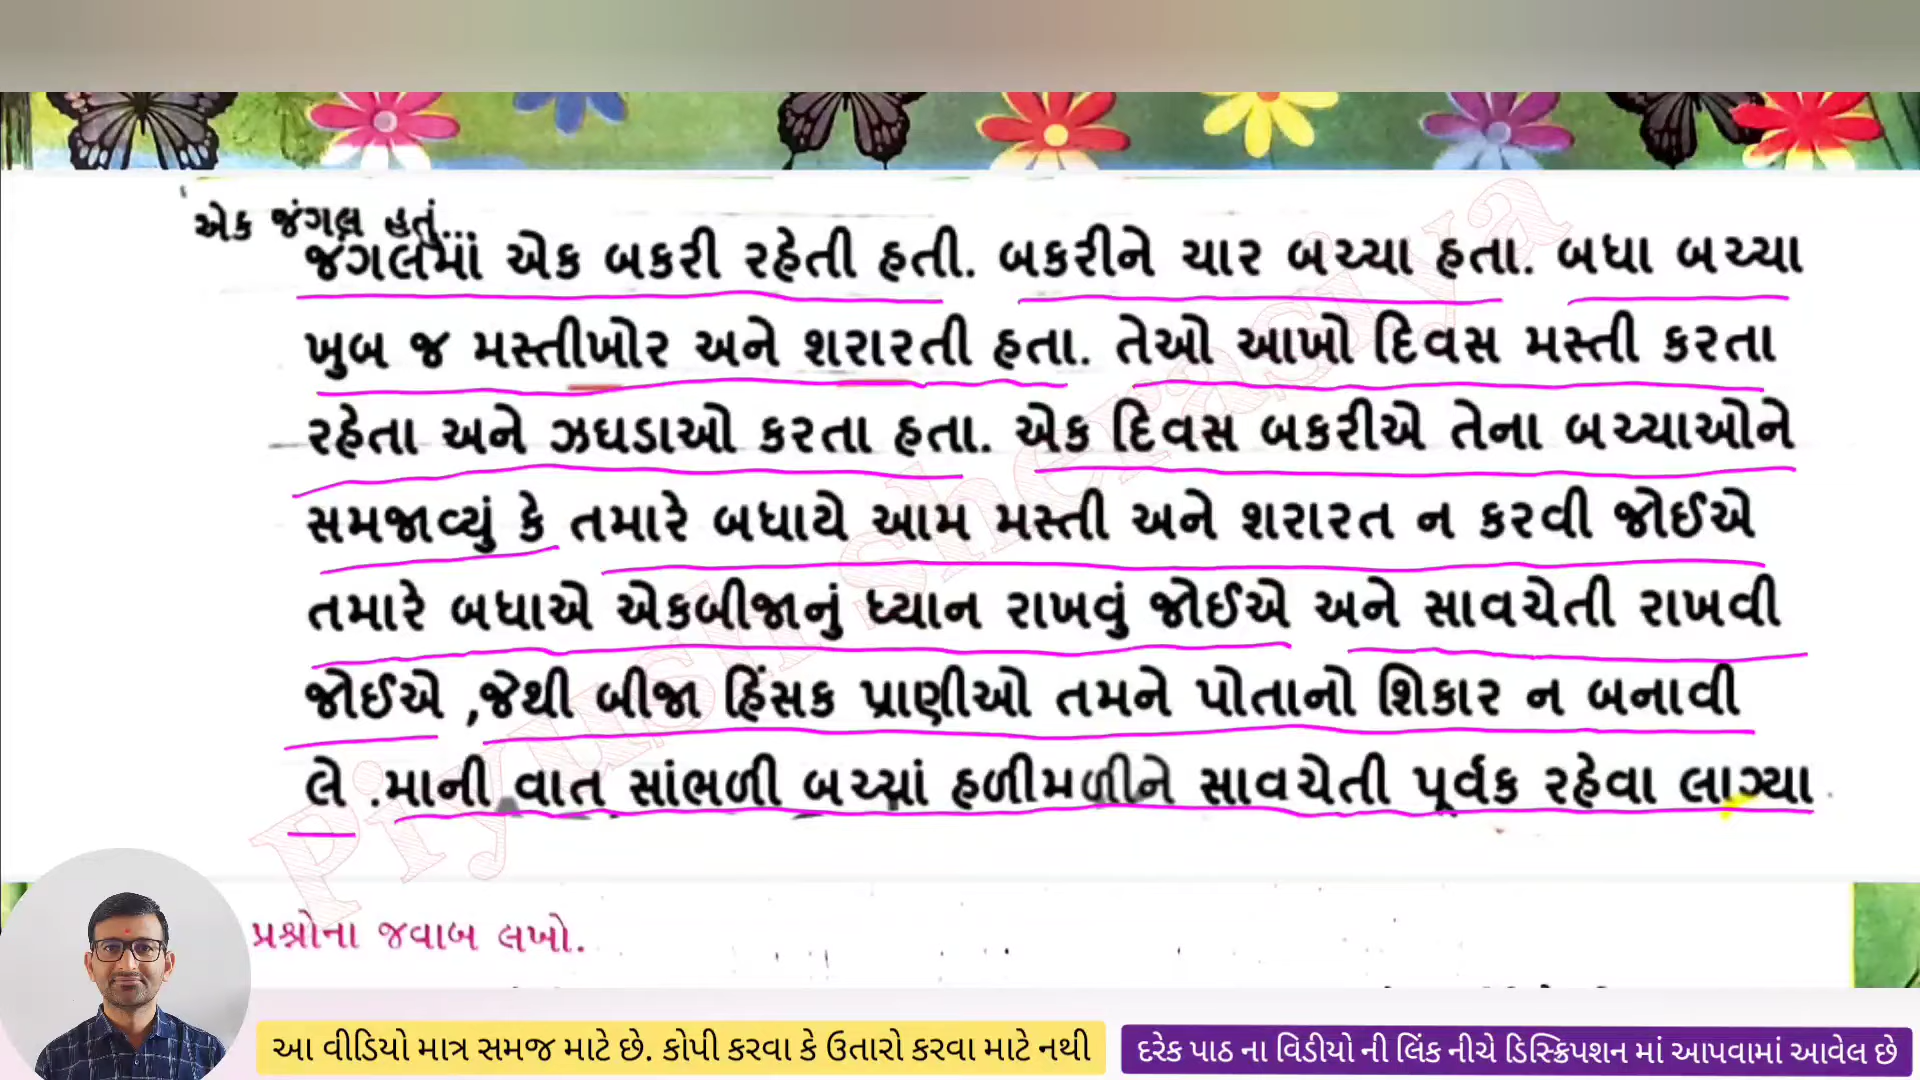 એક જંગલ હતું...
જંગલમાં એક બકરી રહેતી હતી. બકરીને ચાર બચ્યા હતા. બધા બચ્યા
ખુબ જ મસ્તીખોર અને શરારતી હતા. તેઓ આખો દિવસ મસ્તી કરતા
રહેતા અને ઝઘડાઓ કરતા હતા. એક દિવસ બકરીએ તેના બચ્યાઓને
સમજાવ્યું કે તમારે બધાયે આમ મસ્તી અને શરારત ન કરવી જોઈએ
તમારે બધાએ એકબીજાનું ધ્યાન રાખવું જોઈએ અને સાવચેતી રાખવી
જોઈએ ,જેથી બીજા હિંસક પ્રાણીઓ તમને પોતાનો શિકાર ન બનાવી
લે .માની વાત સાંભળી બચ્ચાં હળીમળીને સાવચેતી પૂર્વક રહેવા લાગ્યા .
Piyush sherasiya
પ્રશ્નોના જવાબ લખો.
આ વીડિયો માત્ર સમજ માટે છે. કોપી કરવા કે ઉતારો કરવા માટે નથી
દરેક પાઠ ના વિડીયો ની લિંક નીચે ડિસ્ક્રિપશન માં આપવામાં આવેલ છે